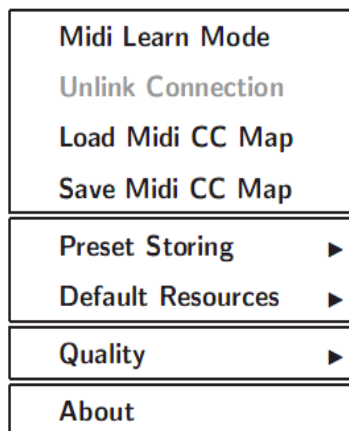 Midi Learn Mode
Unlink Connection
Load Midi CC Map
Save Midi CC Map
Preset Storing
Default Resources
Quality
About